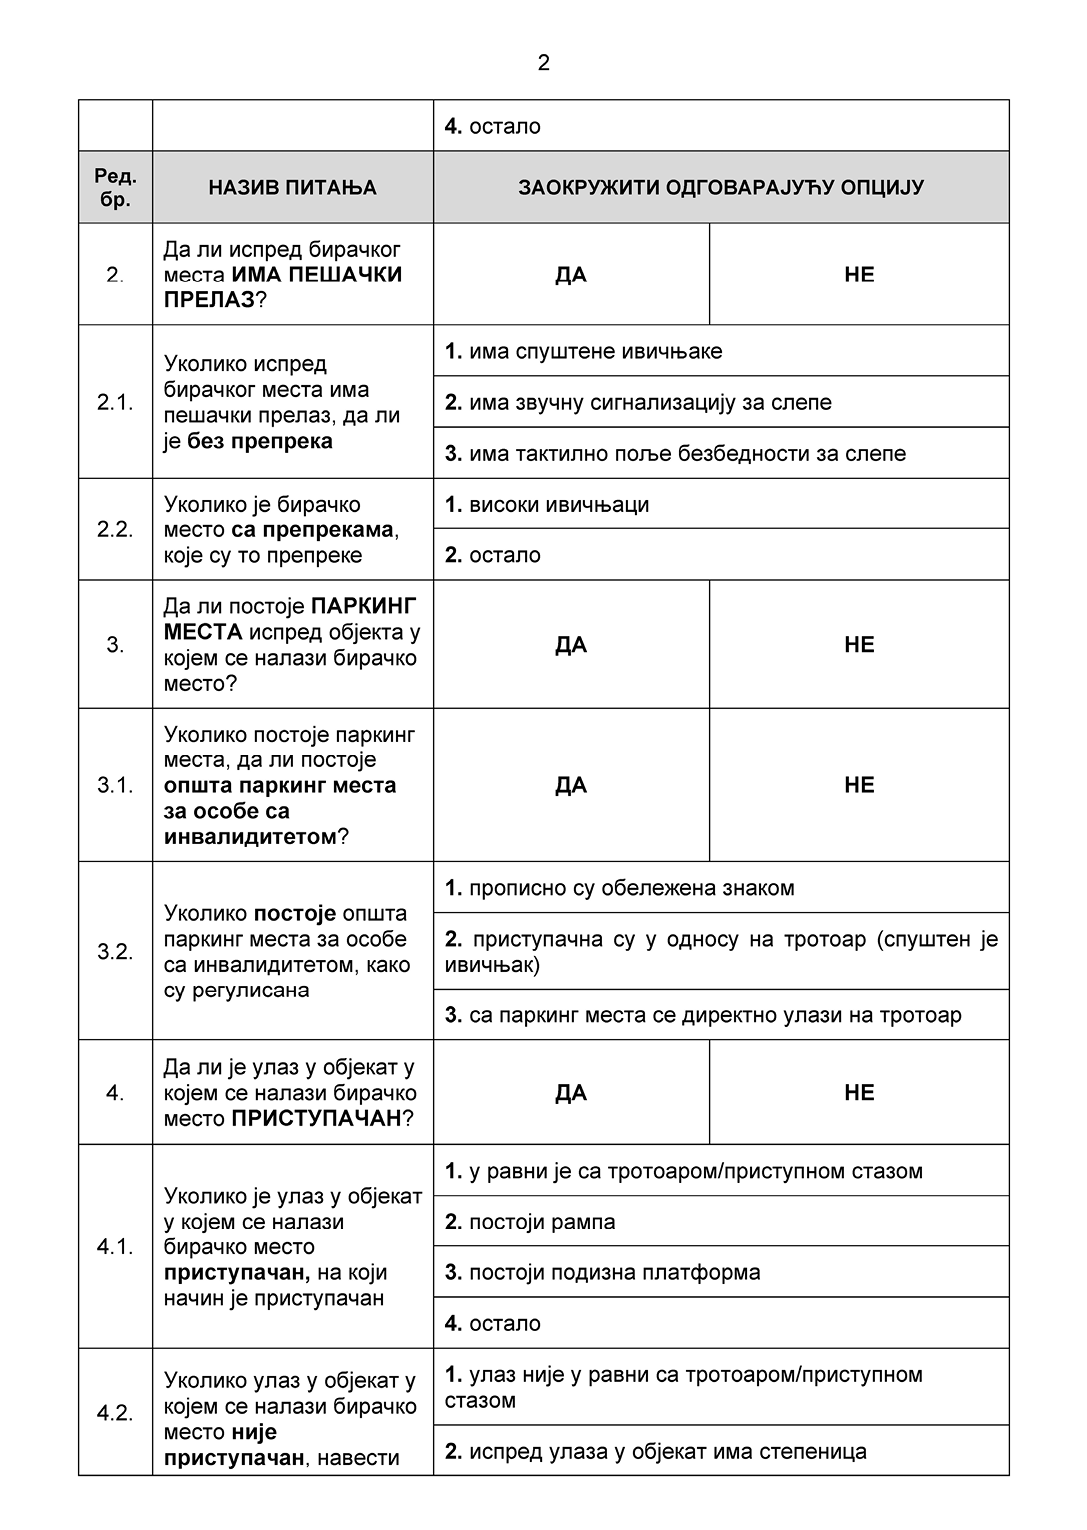 2
4. остало
Ред.
бр.
НАЗИВ ПИТАЊА
ЗАОКРУЖИТИ ОДГОВАРАЈУЋУ ОПЦИЈУ
2.
Да ли испред бирачког
места ИМА ПЕШАЧКИ
ПРЕЛАЗ?
ДА
НЕ
2.1.
Уколико испред
бирачког места има
пешачки прелаз, да ли
је без препрека
1. има спуштене ивичњаке
2. има звучну сигнализацију за слепе
3. има тактилно поље безбедности за слепе
2.2.
Уколико је бирачко
место са препрекама,
које су то препреке
1. високи ивичњаци
2. остало
3.
Да ли постоје ПАРКИНГ
МЕСТА испред објекта у
којем се налази бирачко
место?
ДА
НЕ
3.1.
Уколико постоје паркинг
места, да ли постоје
општа паркинг места
за особе са
инвалидитетом?
ДА
НЕ
3.2.
Уколико постоје општа
паркинг места за особе
са инвалидитетом, како
су регулисана
1. прописно су обележена знаком
2. приступачна су у односу на тротоар (спуштен је
ивичњак)
3. са паркинг места се директно улази на тротоар
4.
Да ли је улаз у објекат у
којем се налази бирачко
место ПРИСТУПАЧАН?
ДА
НЕ
4.1.
Уколико је улаз у објекат
у којем се налази
бирачко место
приступачан, на који
начин је приступачан
1. у равни је са тротоаром/приступном стазом
2. постоји рампа
3. постоји подизна платформа
4. остало
4.2.
Уколико улаз у објекат у
којем се налази бирачко
место није
приступачан, навести
1. улаз није у равни са тротоаром/приступном
стазом
2. испред улаза у објекат има степеница